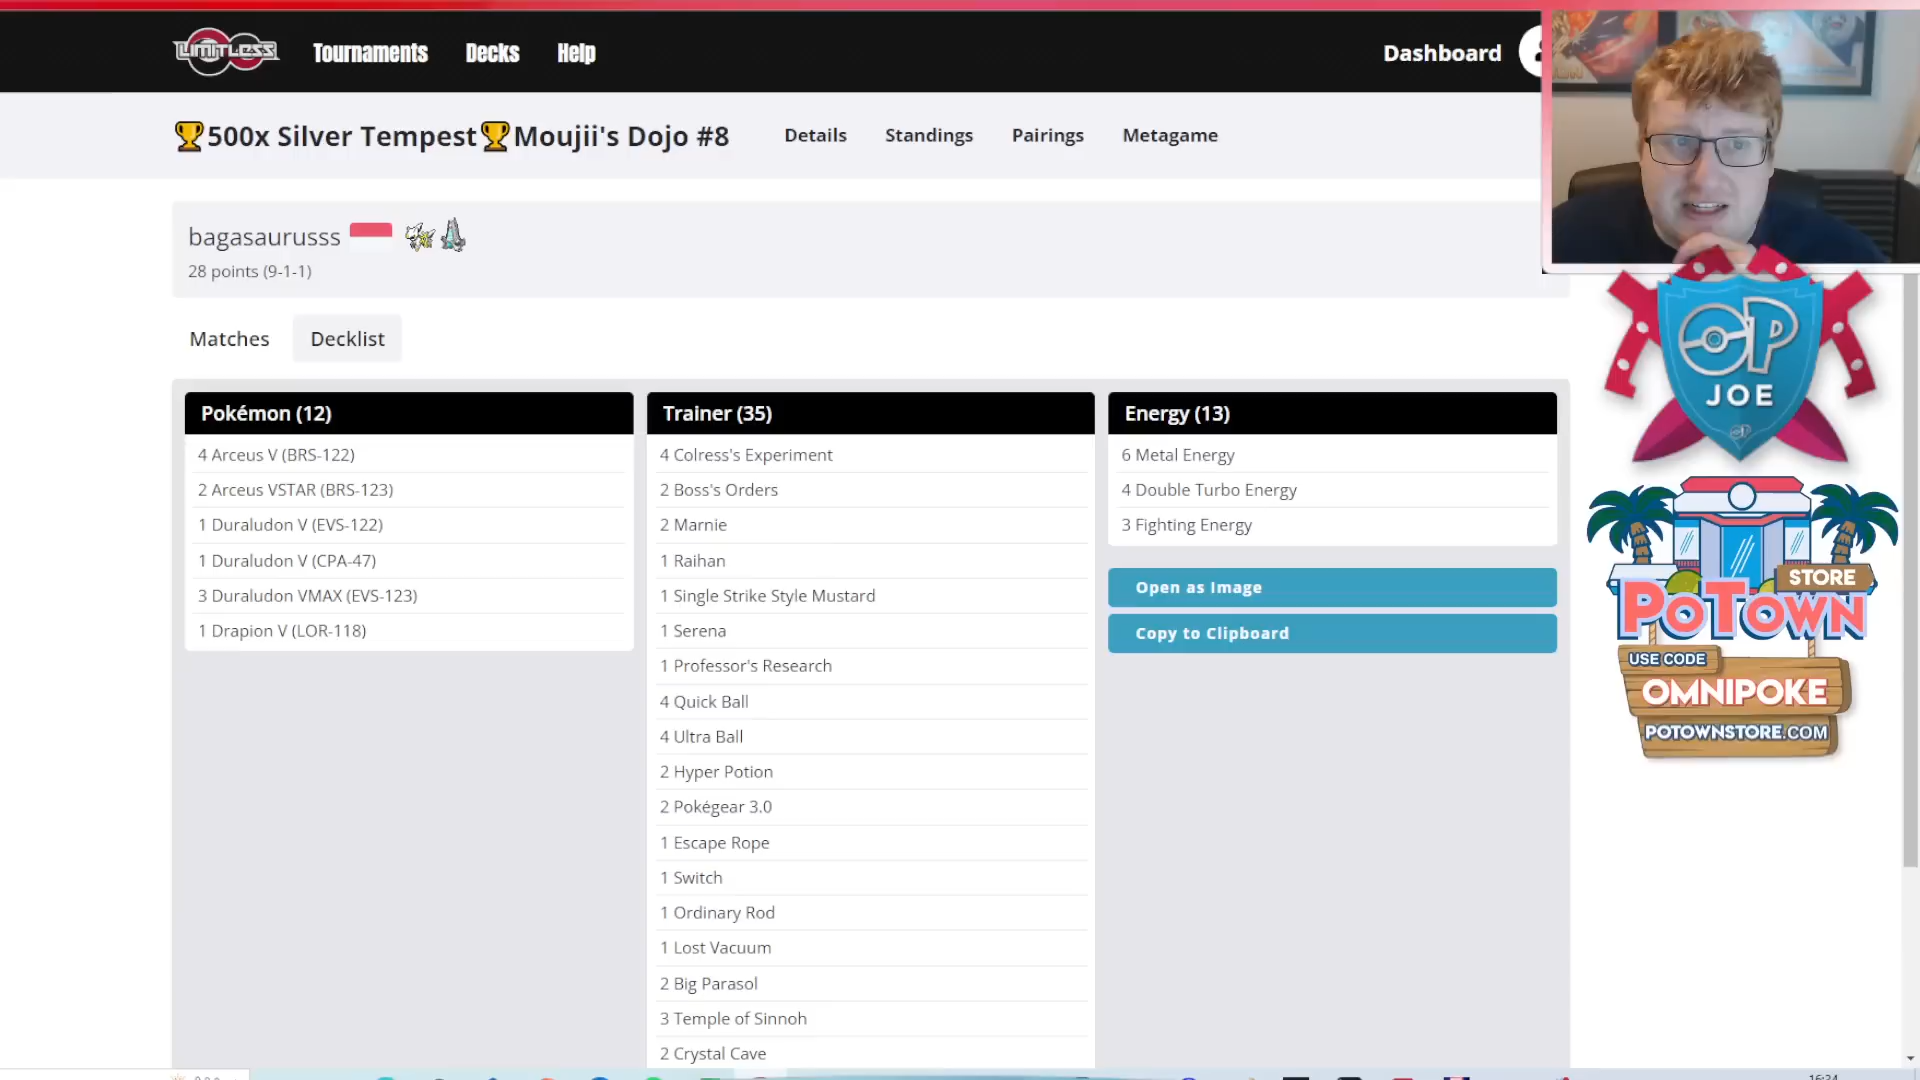 LIMITLESS Tournaments Decks Help Dashboard
🏆500x Silver Tempest🏆Moujii's Dojo #8 Details Standings Pairings Metagame
bagasaurusss
28 points (9-1-1)
Matches Decklist
Pokémon (12)
4 Arceus V (BRS-122)
2 Arceus VSTAR (BRS-123)
1 Duraludon V (EVS-122)
1 Duraludon V (CPA-47)
3 Duraludon VMAX (EVS-123)
1 Drapion V (LOR-118)
Trainer (35)
4 Colress's Experiment
2 Boss's Orders
2 Marnie
1 Raihan
1 Single Strike Style Mustard
1 Serena
1 Professor's Research
4 Quick Ball
4 Ultra Ball
2 Hyper Potion
2 Pokégear 3.0
1 Escape Rope
1 Switch
1 Ordinary Rod
1 Lost Vacuum
2 Big Parasol
3 Temple of Sinnoh
2 Crystal Cave
Energy (13)
6 Metal Energy
4 Double Turbo Energy
3 Fighting Energy
Open as Image
Copy to Clipboard
OP
JOE
STORE
POTOWN
USE CODE
OMNIPOKE
POTOWNSTORE.COM